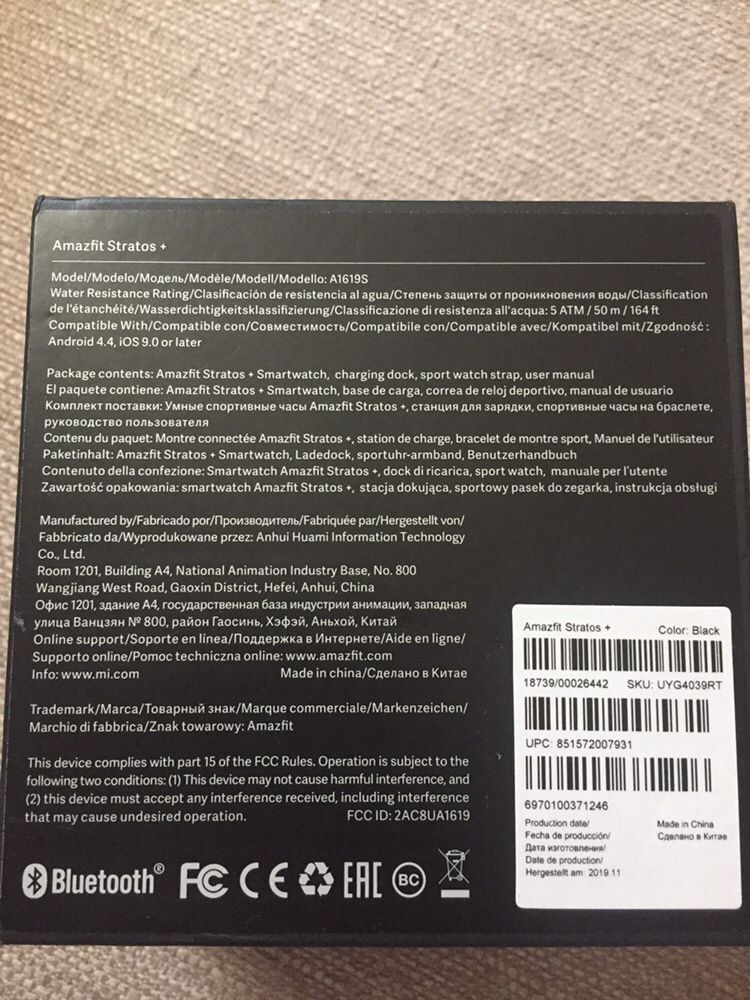 Amazfit Stratos +
Model/Modelo/Модель/Modèle/Modell/Modello: A1619S
Water Resistance Rating/Clasificación de resistencia al agua/Степень защиты от проникновения воды/Classification
de l'étanchéité/Wasserdichtigkeitsklassifizierung/Classificazione di resistenza all'acqua: 5 ATM / 50 m / 164 ft
Compatible With/Compatible con/Совместимость/Compatibile con/Compatible avec/Kompatibel mit/Zgodność:
Android 4.4, iOS 9.0 or later
Package contents: Amazfit Stratos + Smartwatch, charging dock, sport watch strap, user manual
El paquete contiene: Amazfit Stratos + Smartwatch, base de carga, correa de reloj deportivo, manual de usuario
Комплект поставки: Умные спортивные часы Amazfit Stratos +, станция для зарядки, спортивные часы на браслете,
руководство пользователя
Contenu du paquet: Montre connectée Amazfit Stratos +, station de charge, bracelet de montre sport, Manuel de l'utilisateur
Paketinhalt: Amazfit Stratos + Smartwatch, Ladedock, sportuhr-armband, Benutzerhandbuch
Contenuto della confezione: Smartwatch Amazfit Stratos +, dock di ricarica, sport watch, manuale per l'utente
Zawartość opakowania: smartwatch Amazfit Stratos +, stacja dokująca, sportowy pasek do zegarka, instrukcja obsługi
Manufactured by/Fabricado por/Производитель/Fabriquée par/Hergestellt von/
Fabbricato da/Wyprodukowane przez: Anhui Huami Information Technology
Co., Ltd.
Room 1201, Building A4, National Animation Industry Base, No. 800
Wangjiang West Road, Gaoxin District, Hefei, Anhui, China
Офис 1201, здание A4, государственная база индустрии анимации, западная
улица Ванцзян № 800, район Гаосинь, Хэфэй, Аньхой, Китай
Online support/Soporte en línea/Поддержка в Интернете/Aide en ligne/
Supporto online/Pomoc techniczna online: www.amazfit.com
Info: www.mi.com Made in china/Сделано в Китае
Trademark/Marca/Товарный знак/Marque commerciale/Markenzeichen/
Marchio di fabbrica/Znak towarowy: Amazfit
This device complies with part 15 of the FCC Rules. Operation is subject to the
following two conditions: (1) This device may not cause harmful interference, and
(2) this device must accept any interference received, including interference
that may cause undesired operation. FCC ID: 2AC8UA1619
Bluetooth® FC CE EAC BC
Amazfit Stratos + Color: Black
18739/00026442 SKU: UYG4039RT
UPC: 851572007931
6970100371246
Production date/ Made in China
Fecha de producción/ Сделано в Китае
Дата изготовления/
Date de production/
Hergestellt am: 2019.11